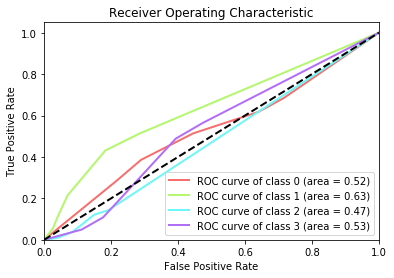 Receiver Operating Characteristic
True Positive Rate
1.0
0.8
0.6
0.4
0.2
0.0
ROC curve of class 0 (area = 0.52)
ROC curve of class 1 (area = 0.63)
ROC curve of class 2 (area = 0.47)
ROC curve of class 3 (area = 0.53)
0.0 0.2 0.4 0.6 0.8 1.0
False Positive Rate